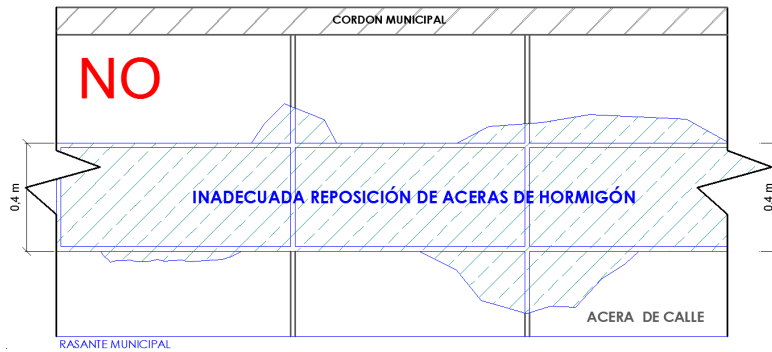 CORDON MUNICIPAL
NO
0,4 m
INADECUADA REPOSICIÓN DE ACERAS DE HORMIGÓN
0,4 m
ACERA DE CALLE
RASANTE MUNICIPAL